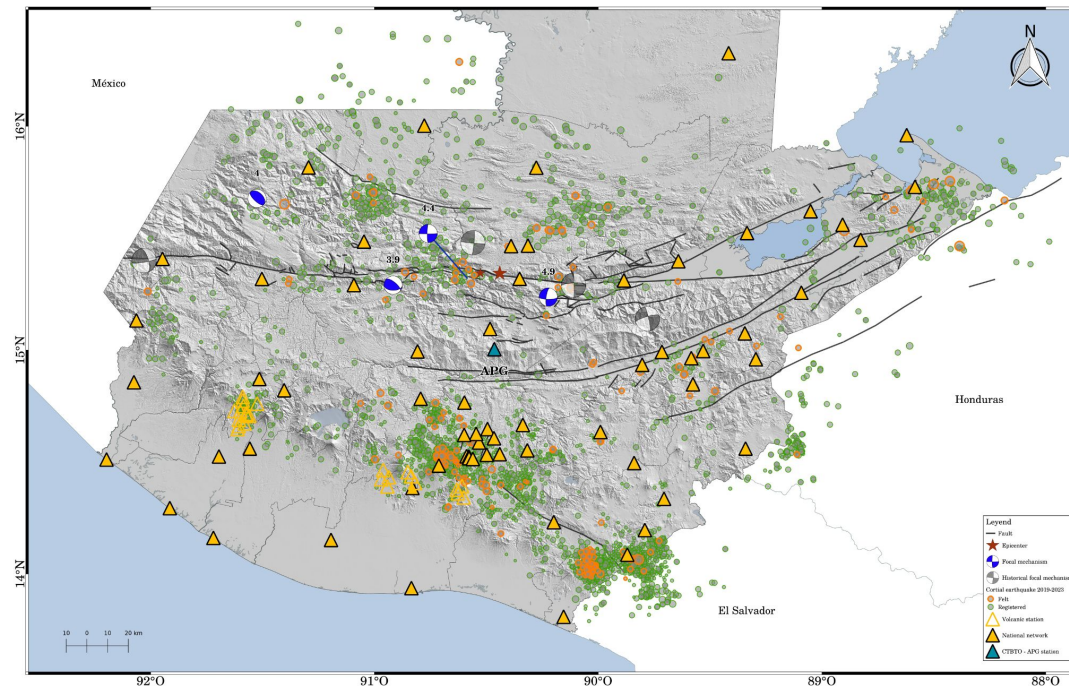 N
México
16°N
4
4.4
3.9
4.9
15°N
APG
Honduras
14°N
El Salvador
Leyend
Fault
Epicenter
Focal mechanism
Historical focal mechanism
Cortial earthquake 2019-2023
Felt
Registered
Volcanic station
National network
CTBTO - APG station
10 0 10 20 km
92°O 91°O 90°O 89°O 88°O